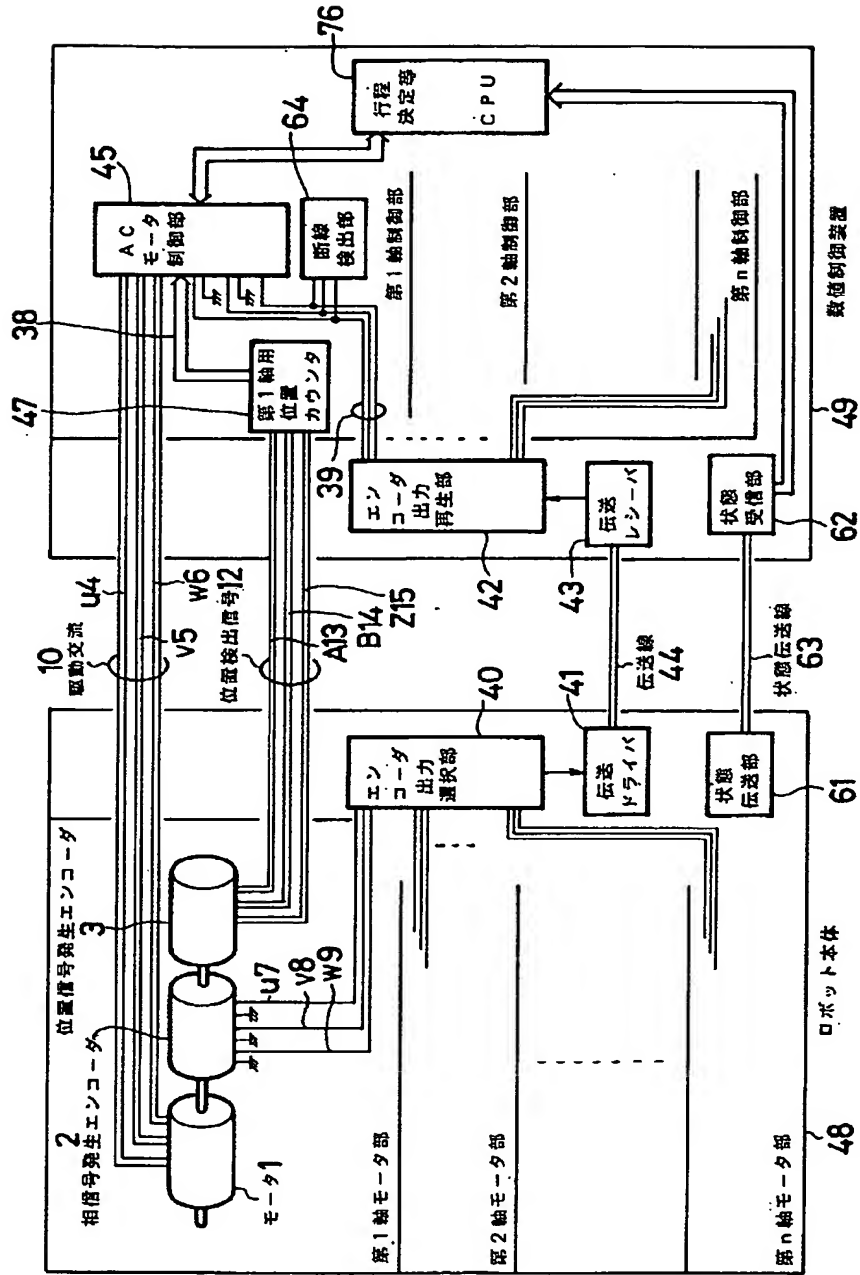 2
相信号発生エンコーダ
位置信号発生エンコーダ
3
モータ1
u7
v8
w9
第1軸モータ部
第2軸モータ部
第n軸モータ部
エン
コーダ
出力
選択部
40
伝送
ドライバ
41
状態
伝送部
61
ロボット本体
48
10
駆動交流
u4
v5
w6
位置検出信号12
A13
B14
Z15
伝送線
44
状態伝送線
63
47
38
45
AC
モータ
制御部
第1軸用
位置
カウンタ
64
断線
検出部
39
エン
コーダ
出力
再生部
42
伝送
レシーバ
43
状態
受信部
62
第1軸制御部
第2軸制御部
第n軸制御部
76
行程
決定等
CPU
数値制御装置
49